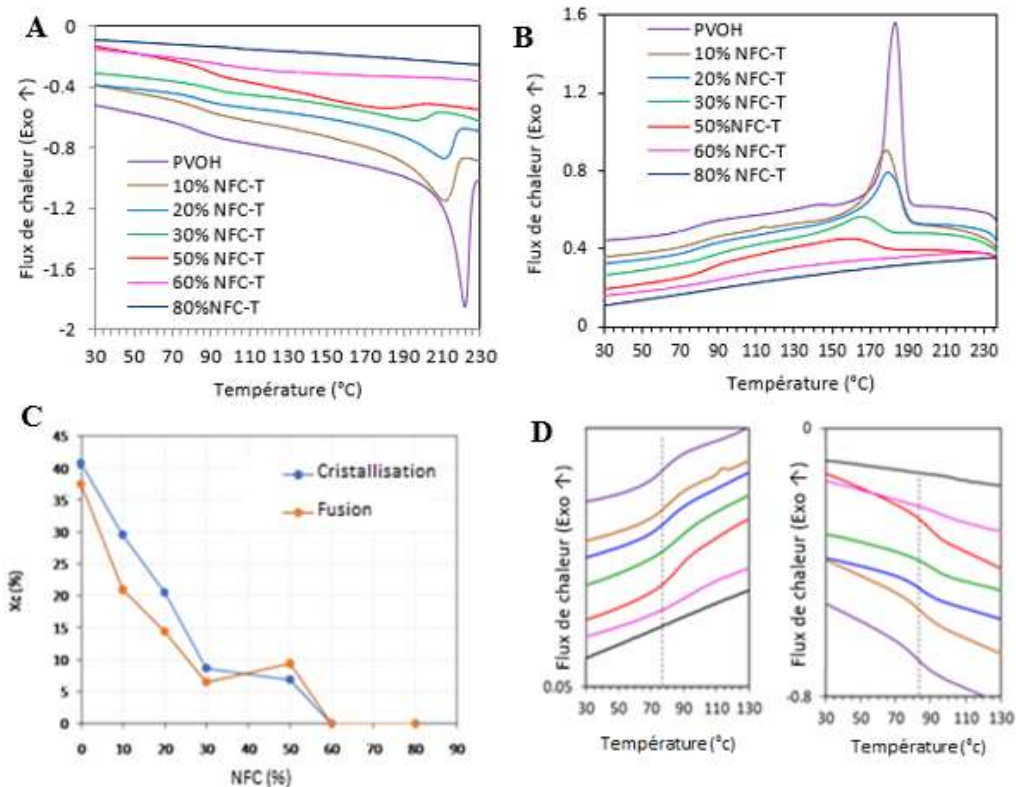 A
0
-0.4
-0.8
-1.2
-1.6
-2
Flux de chaleur (Exo ↑)
PVOH
10% NFC-T
20% NFC-T
30% NFC-T
50% NFC-T
60% NFC-T
80%NFC-T
30 50 70 90 110 130 150 170 190 210 230
Température (°C)
B
1.6
1.2
0.8
0.4
0
Flux de chaleur (Exo ↑)
PVOH
10% NFC-T
20% NFC-T
30% NFC-T
50%NFC-T
60% NFC-T
80% NFC-T
30 50 70 90 110 130 150 170 190 210 230
Température (°C)
C
45
40
35
30
25
20
15
10
5
0
Xc (%)
Cristallisation
Fusion
0 10 20 30 40 50 60 70 80 90
NFC (%)
D
0.05
Flux de chaleur (Exo ↑)
30 50 70 90 110 130
Température (°c)
0
-0.8
Flux de chaleur (Exo ↑)
30 50 70 90 110 130
Température (°c)